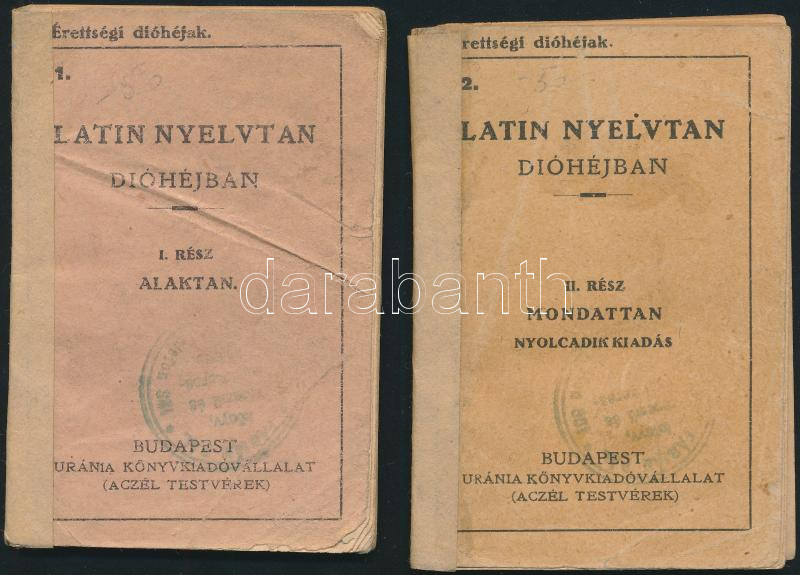 Érettségi dióhéjak.
1.
LATIN NYELVTAN
DIÓHÉJBAN
I. RÉSZ
ALAKTAN.
BUDAPEST
URÁNIA KÖNYVKIADÓVÁLLALAT
(ACZÉL TESTVÉREK)
rettségi dióhéjak.
2.
LATIN NYELVTAN
DIÓHÉJBAN
II. RÉSZ
MONDATTAN
NYOLCADIK KIADÁS
BUDAPEST
URÁNIA KÖNYVKIADÓVÁLLALAT
(ACZÉL TESTVÉREK)
darabanth